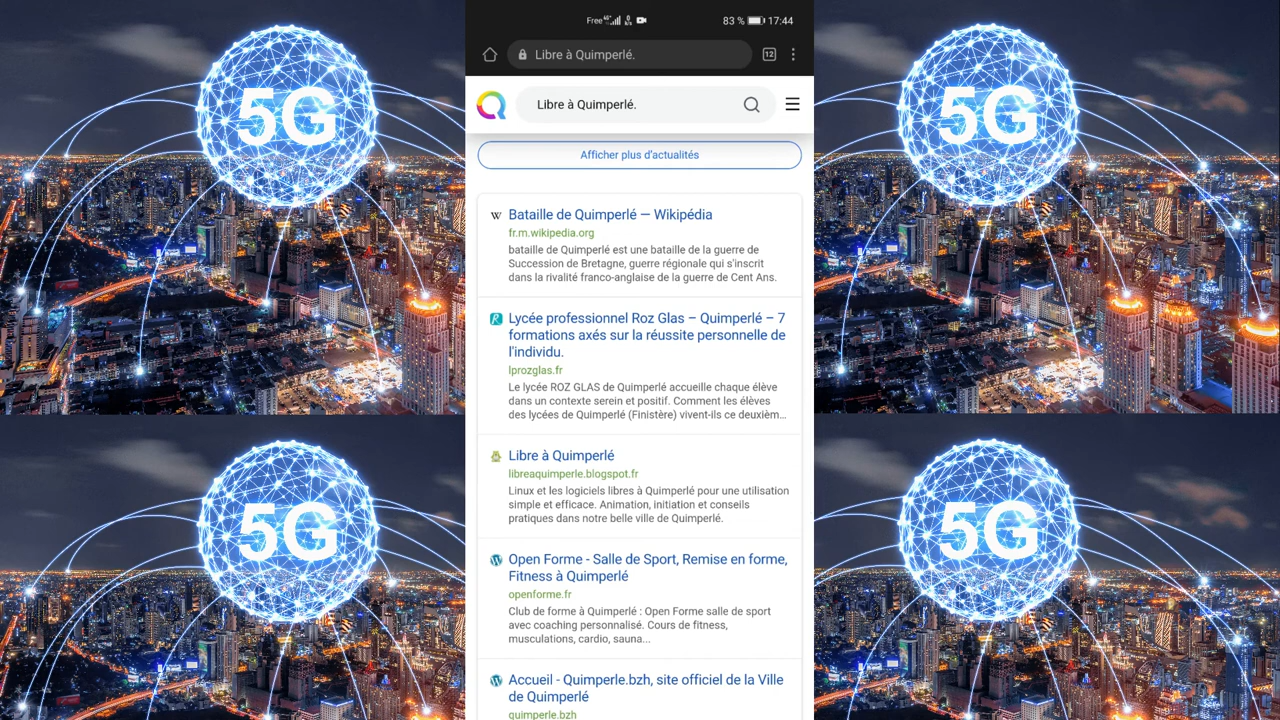 5G
5G
5G
5G
Free 4G+ 83 % 17:44
Libre à Quimperlé. 12
Libre à Quimperlé.
Afficher plus d'actualités
W Bataille de Quimperlé — Wikipédia
fr.m.wikipedia.org
bataille de Quimperlé est une bataille de la guerre de
Succession de Bretagne, guerre régionale qui s'inscrit
dans la rivalité franco-anglaise de la guerre de Cent Ans.
Lycée professionnel Roz Glas – Quimperlé – 7
formations axés sur la réussite personnelle de
l'individu.
lprozglas.fr
Le lycée ROZ GLAS de Quimperlé accueille chaque élève
dans un contexte serein et positif. Comment les élèves
des lycées de Quimperlé (Finistère) vivent-ils ce deuxièm...
Libre à Quimperlé
libreaquimperle.blogspot.fr
Linux et les logiciels libres à Quimperlé pour une utilisation
simple et efficace. Animation, initiation et conseils
pratiques dans notre belle ville de Quimperlé.
Open Forme - Salle de Sport, Remise en forme,
Fitness à Quimperlé
openforme.fr
Club de forme à Quimperlé : Open Forme salle de sport
avec coaching personnalisé. Cours de fitness,
musculations, cardio, sauna...
Accueil - Quimperle.bzh, site officiel de la Ville
de Quimperlé
quimperle.bzh